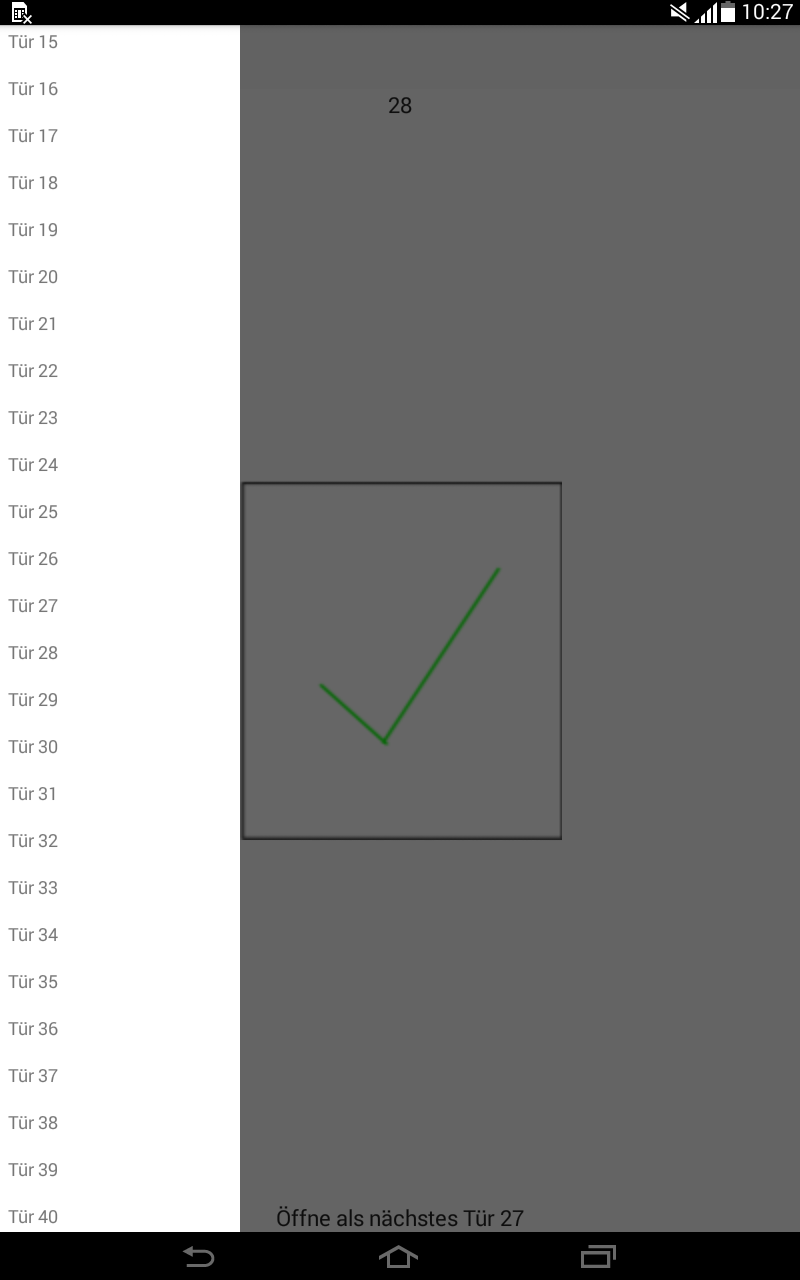 10:27
Tür 15
Tür 16
28
Tür 17
Tür 18
Tür 19
Tür 20
Tür 21
Tür 22
Tür 23
Tür 24
Tür 25
Tür 26
Tür 27
Tür 28
Tür 29
Tür 30
Tür 31
Tür 32
Tür 33
Tür 34
Tür 35
Tür 36
Tür 37
Tür 38
Tür 39
Tür 40
Öffne als nächstes Tür 27